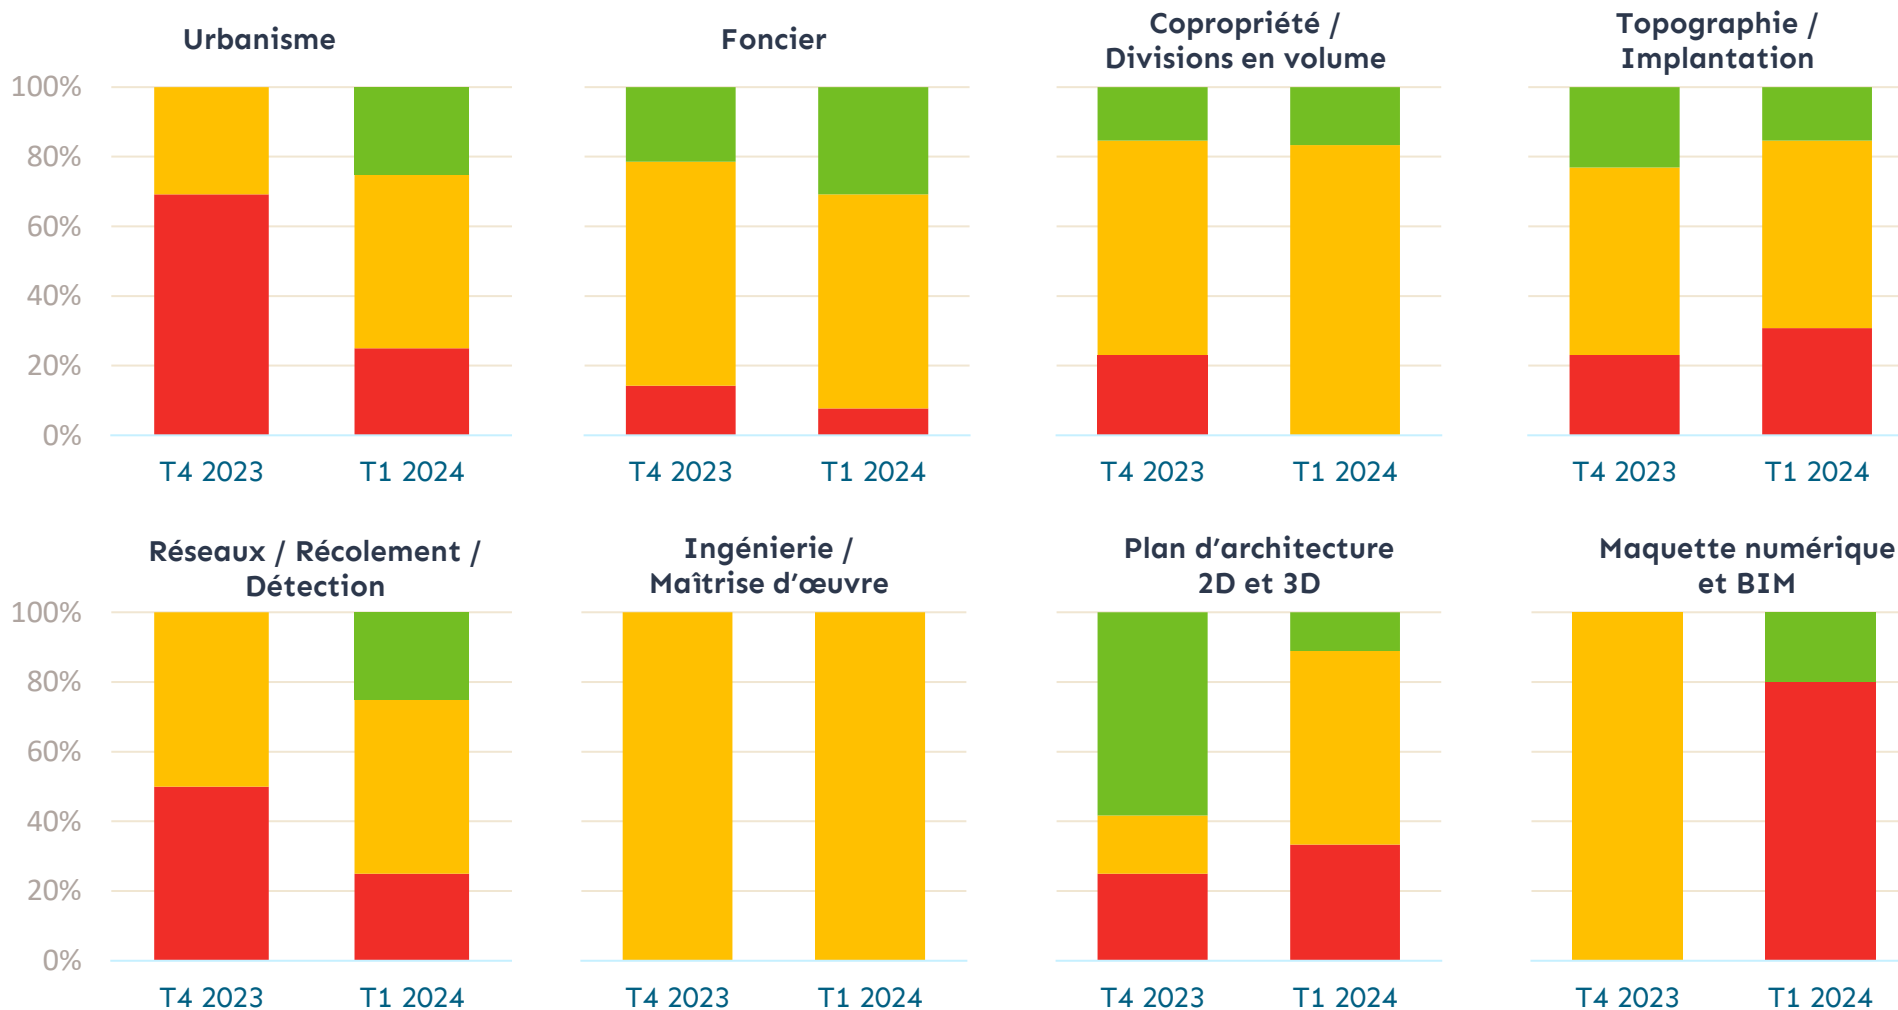 Urbanisme
Foncier
Copropriété /
Divisions en volume
Topographie /
Implantation
100%
80%
60%
40%
20%
0%
T4 2023
T1 2024
T4 2023
T1 2024
T4 2023
T1 2024
T4 2023
T1 2024
Réseaux / Récolement /
Détection
Ingénierie /
Maîtrise d’œuvre
Plan d’architecture
2D et 3D
Maquette numérique
et BIM
100%
80%
60%
40%
20%
0%
T4 2023
T1 2024
T4 2023
T1 2024
T4 2023
T1 2024
T4 2023
T1 2024